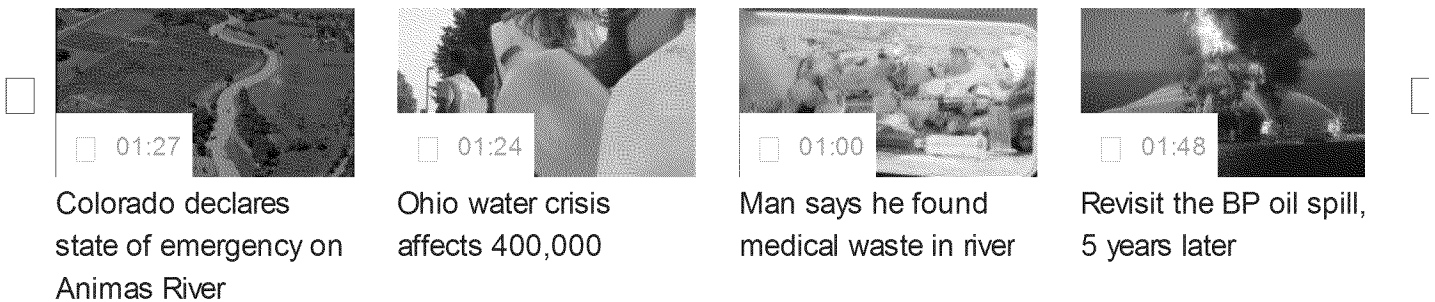 01:27
01:24
01:00
01:48
Colorado declares
state of emergency on
Animas River
Ohio water crisis
affects 400,000
Man says he found
medical waste in river
Revisit the BP oil spill,
5 years later